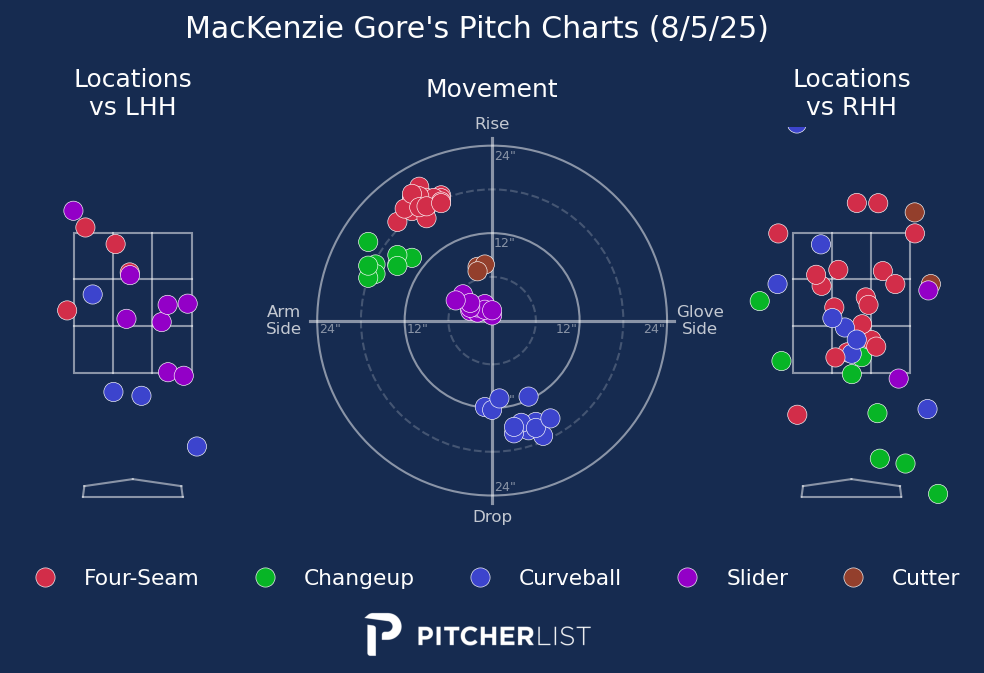 MacKenzie Gore's Pitch Charts (8/5/25)
Locations
vs LHH
Movement
Locations
vs RHH
Rise
24"
12"
Arm
Side
24"
12"
12"
24"
Glove
Side
"
24"
Drop
Four-Seam
Changeup
Curveball
Slider
Cutter
PITCHERLIST